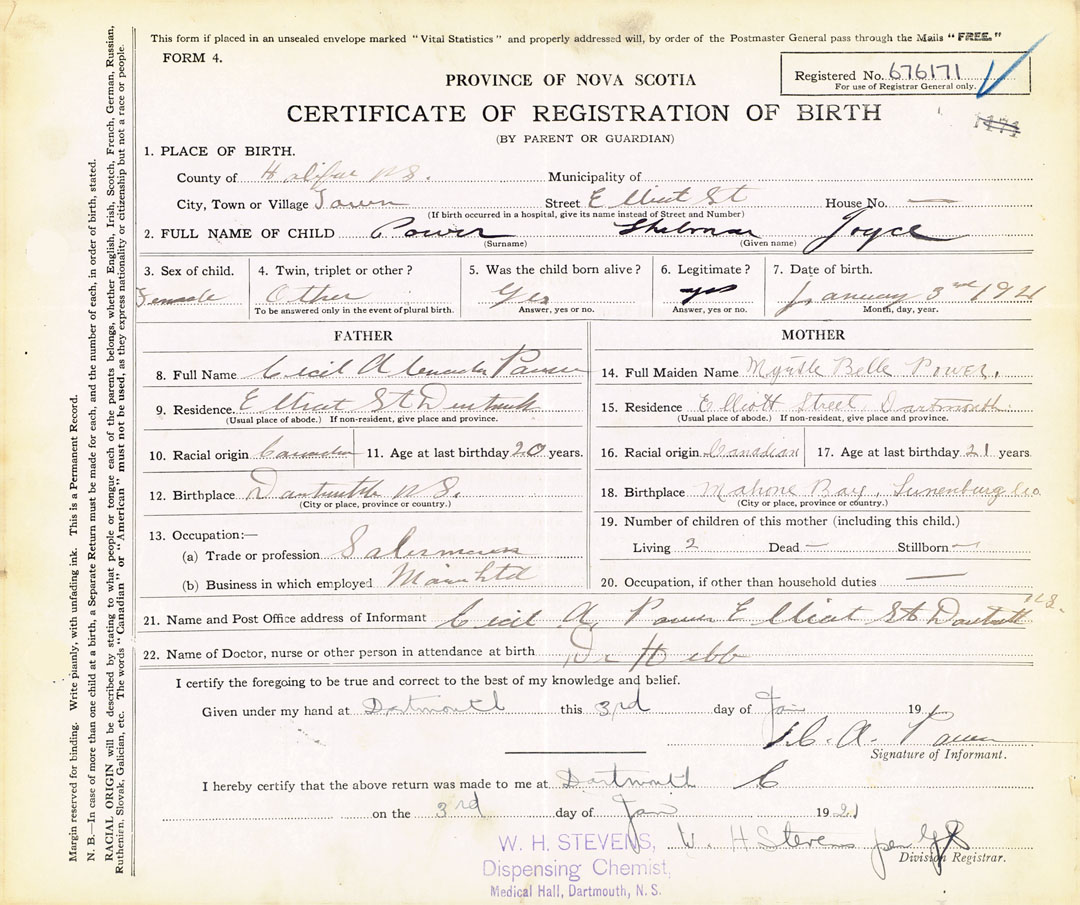 This form if placed in an unsealed envelope marked "Vital Statistics" and properly addressed will, by order of the Postmaster General pass through the Mails "FREE."
FORM 4.
Registered No. 676171
For use of Registrar General only.
PROVINCE OF NOVA SCOTIA
CERTIFICATE OF REGISTRATION OF BIRTH
(BY PARENT OR GUARDIAN)
1171
1. PLACE OF BIRTH.
County of Halifax N.S. Municipality of
City, Town or Village Town Street Elliot St House No. —
(If birth occurred in a hospital, give its name instead of Street and Number)
2. FULL NAME OF CHILD Power Joyce
(Surname) (Given name)
3. Sex of child. 4. Twin, triplet or other? 5. Was the child born alive? 6. Legitimate? 7. Date of birth.
Female Other Yes yes January 3rd 1921
To be answered only in the event of plural birth. Answer, yes or no. Answer, yes or no. Month, day, year.
FATHER MOTHER
8. Full Name Cecil Alexander Power 14. Full Maiden Name Myrtle Belle Power.
9. Residence. Elliot St Dartmouth 15. Residence Elliott Street, Dartmouth
(Usual place of abode.) If non-resident, give place and province. (Usual place of abode.) If non-resident, give place and province.
10. Racial origin Canadian 11. Age at last birthday 20 years. 16. Racial origin Canadian 17. Age at last birthday 21 years
12. Birthplace Dartmouth N.S. 18. Birthplace Mahone Bay, Lunenburg Co.
(City or place, province or country.) (City or place, province or country.)
13. Occupation:— 19. Number of children of this mother (including this child.)
(a) Trade or profession Living 2 Dead — Stillborn —
(b) Business in which employed 20. Occupation, if other than household duties —
21. Name and Post Office address of Informant Cecil A. Power Elliot St Dartmouth N.S.
22. Name of Doctor, nurse or other person in attendance at birth Dr Hebb
I certify the foregoing to be true and correct to the best of my knowledge and belief.
Given under my hand at Dartmouth this 3rd day of Jan 19
C. A. Power
Signature of Informant.
I hereby certify that the above return was made to me at Dartmouth
on the 3rd day of Jan 1921
W. H. STEVENS,
Dispensing Chemist,
Medical Hall, Dartmouth, N. S.
W. H Stevens per
Division Registrar.
Margin reserved for binding. Write plainly, with unfading ink. This is a Permanent Record.
N. B.—In case of more than one child at a birth, a Separate Return must be made for each, and the number of each, in order of birth, stated.
RACIAL ORIGIN will be described by stating to what people or tongue each of the parents belongs, whether English, Irish, Scotch, French, German, Russian,
Ruthenien, Slovak, Galician, etc. The words "Canadian" or "American" must not be used, as they express nationality or citizenship but not a race or people.